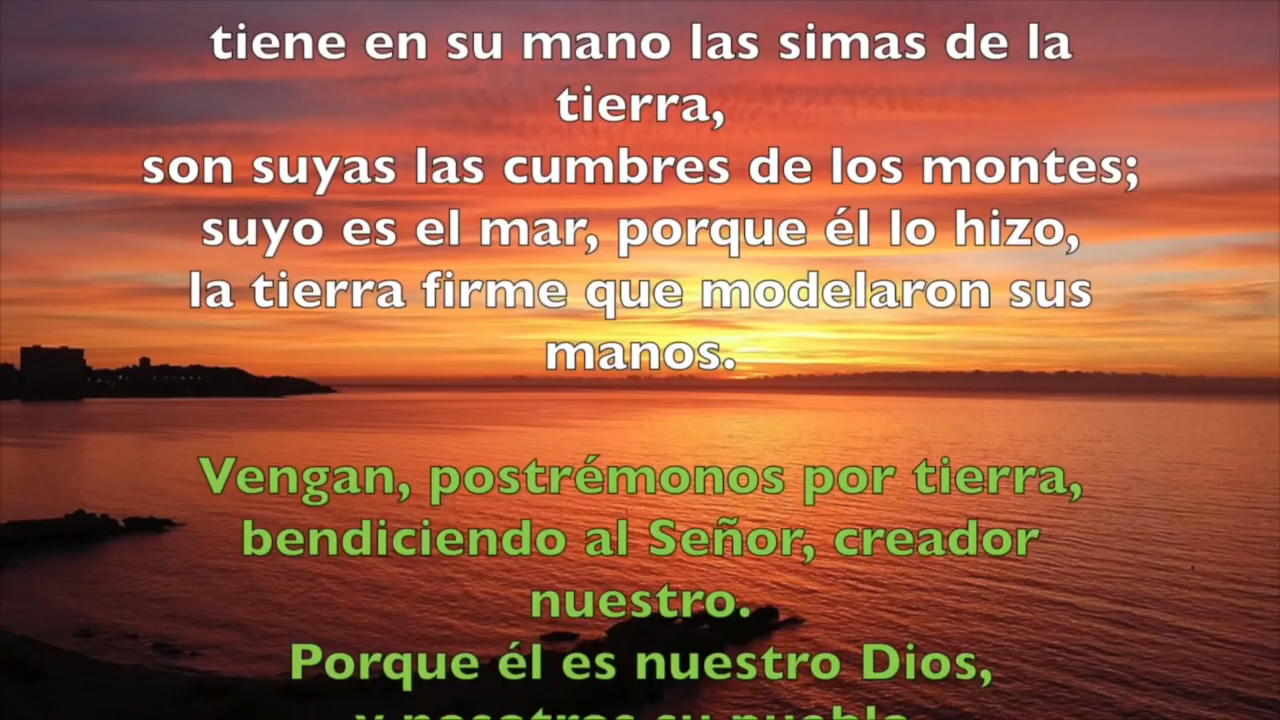 tiene en su mano las simas de la
tierra,
son suyas las cumbres de los montes;
suyo es el mar, porque él lo hizo,
la tierra firme que modelaron sus
manos.
Vengan, postrémonos por tierra,
bendiciendo al Señor, creador
nuestro.
Porque él es nuestro Dios,
y nosotros su pueblo